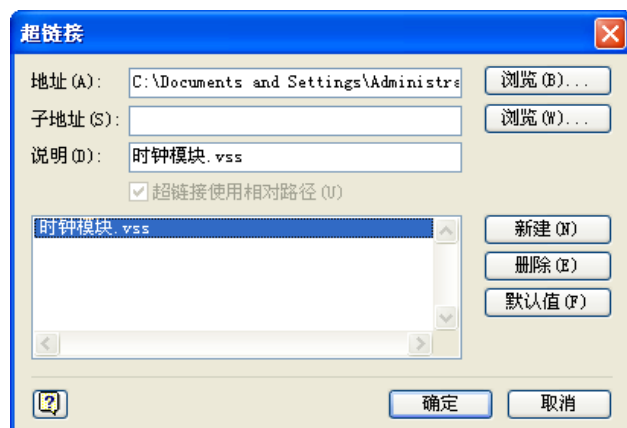 超链接
地址(A): C:\Documents and Settings\Administra 浏览(B)...
子地址(S): 浏览(W)...
说明(D): 时钟模块.vss
超链接使用相对路径(U)
时钟模块.vss
新建(N)
删除(E)
默认值(F)
确定 取消